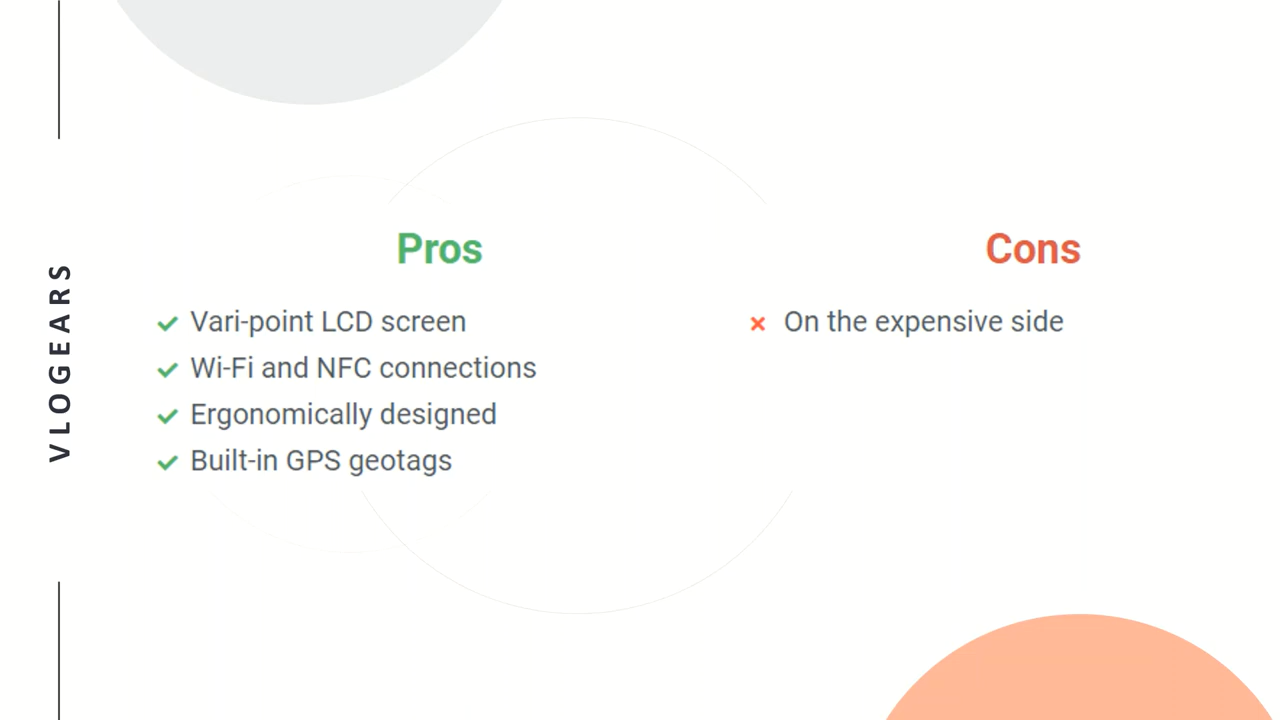 VLOGEARS
Pros
Vari-point LCD screen
Wi-Fi and NFC connections
Ergonomically designed
Built-in GPS geotags
Cons
On the expensive side